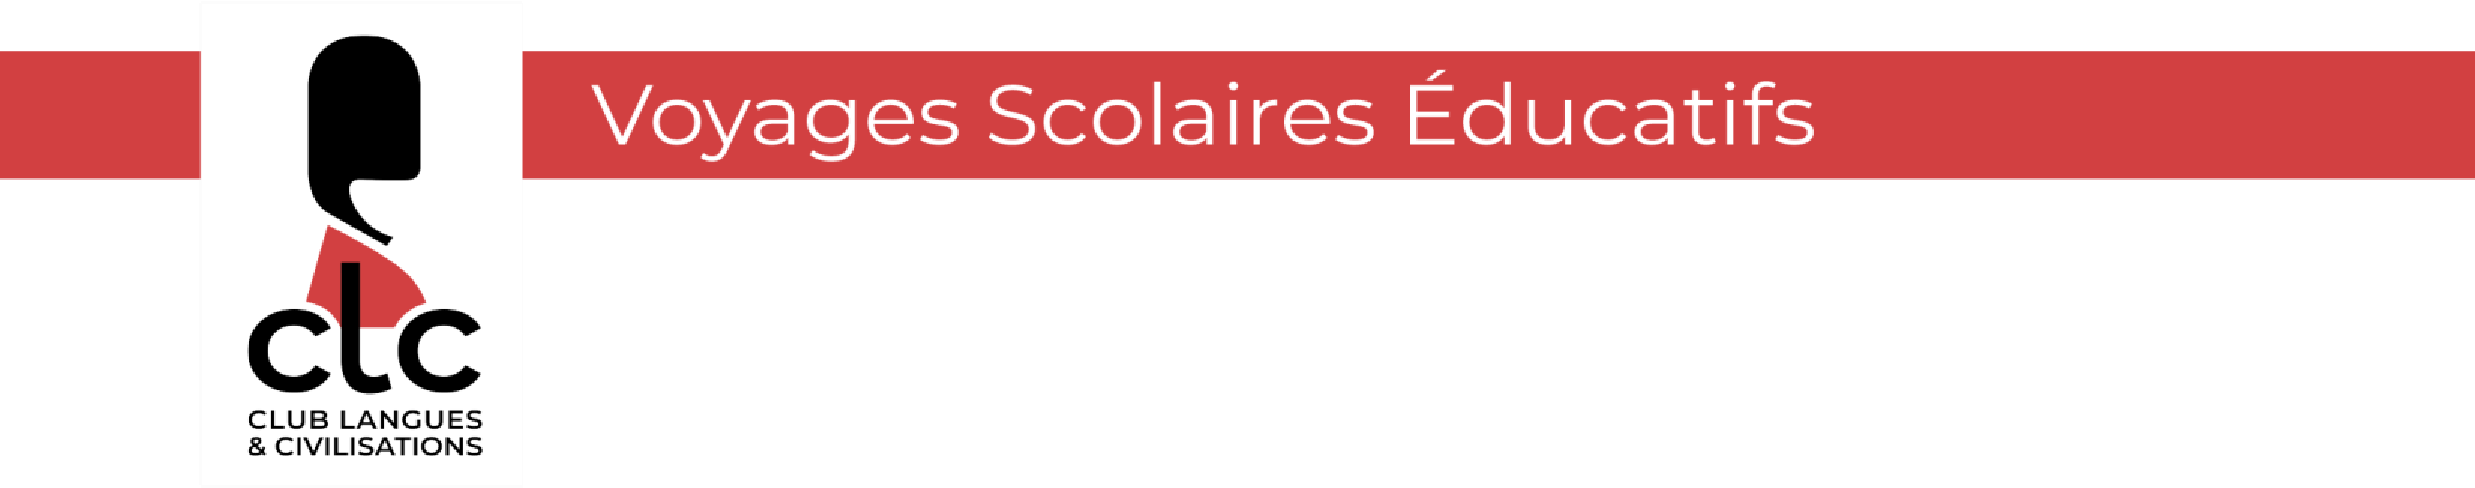 Voyages Scolaires Éducatifs
clc
CLUB LANGUES
& CIVILISATIONS